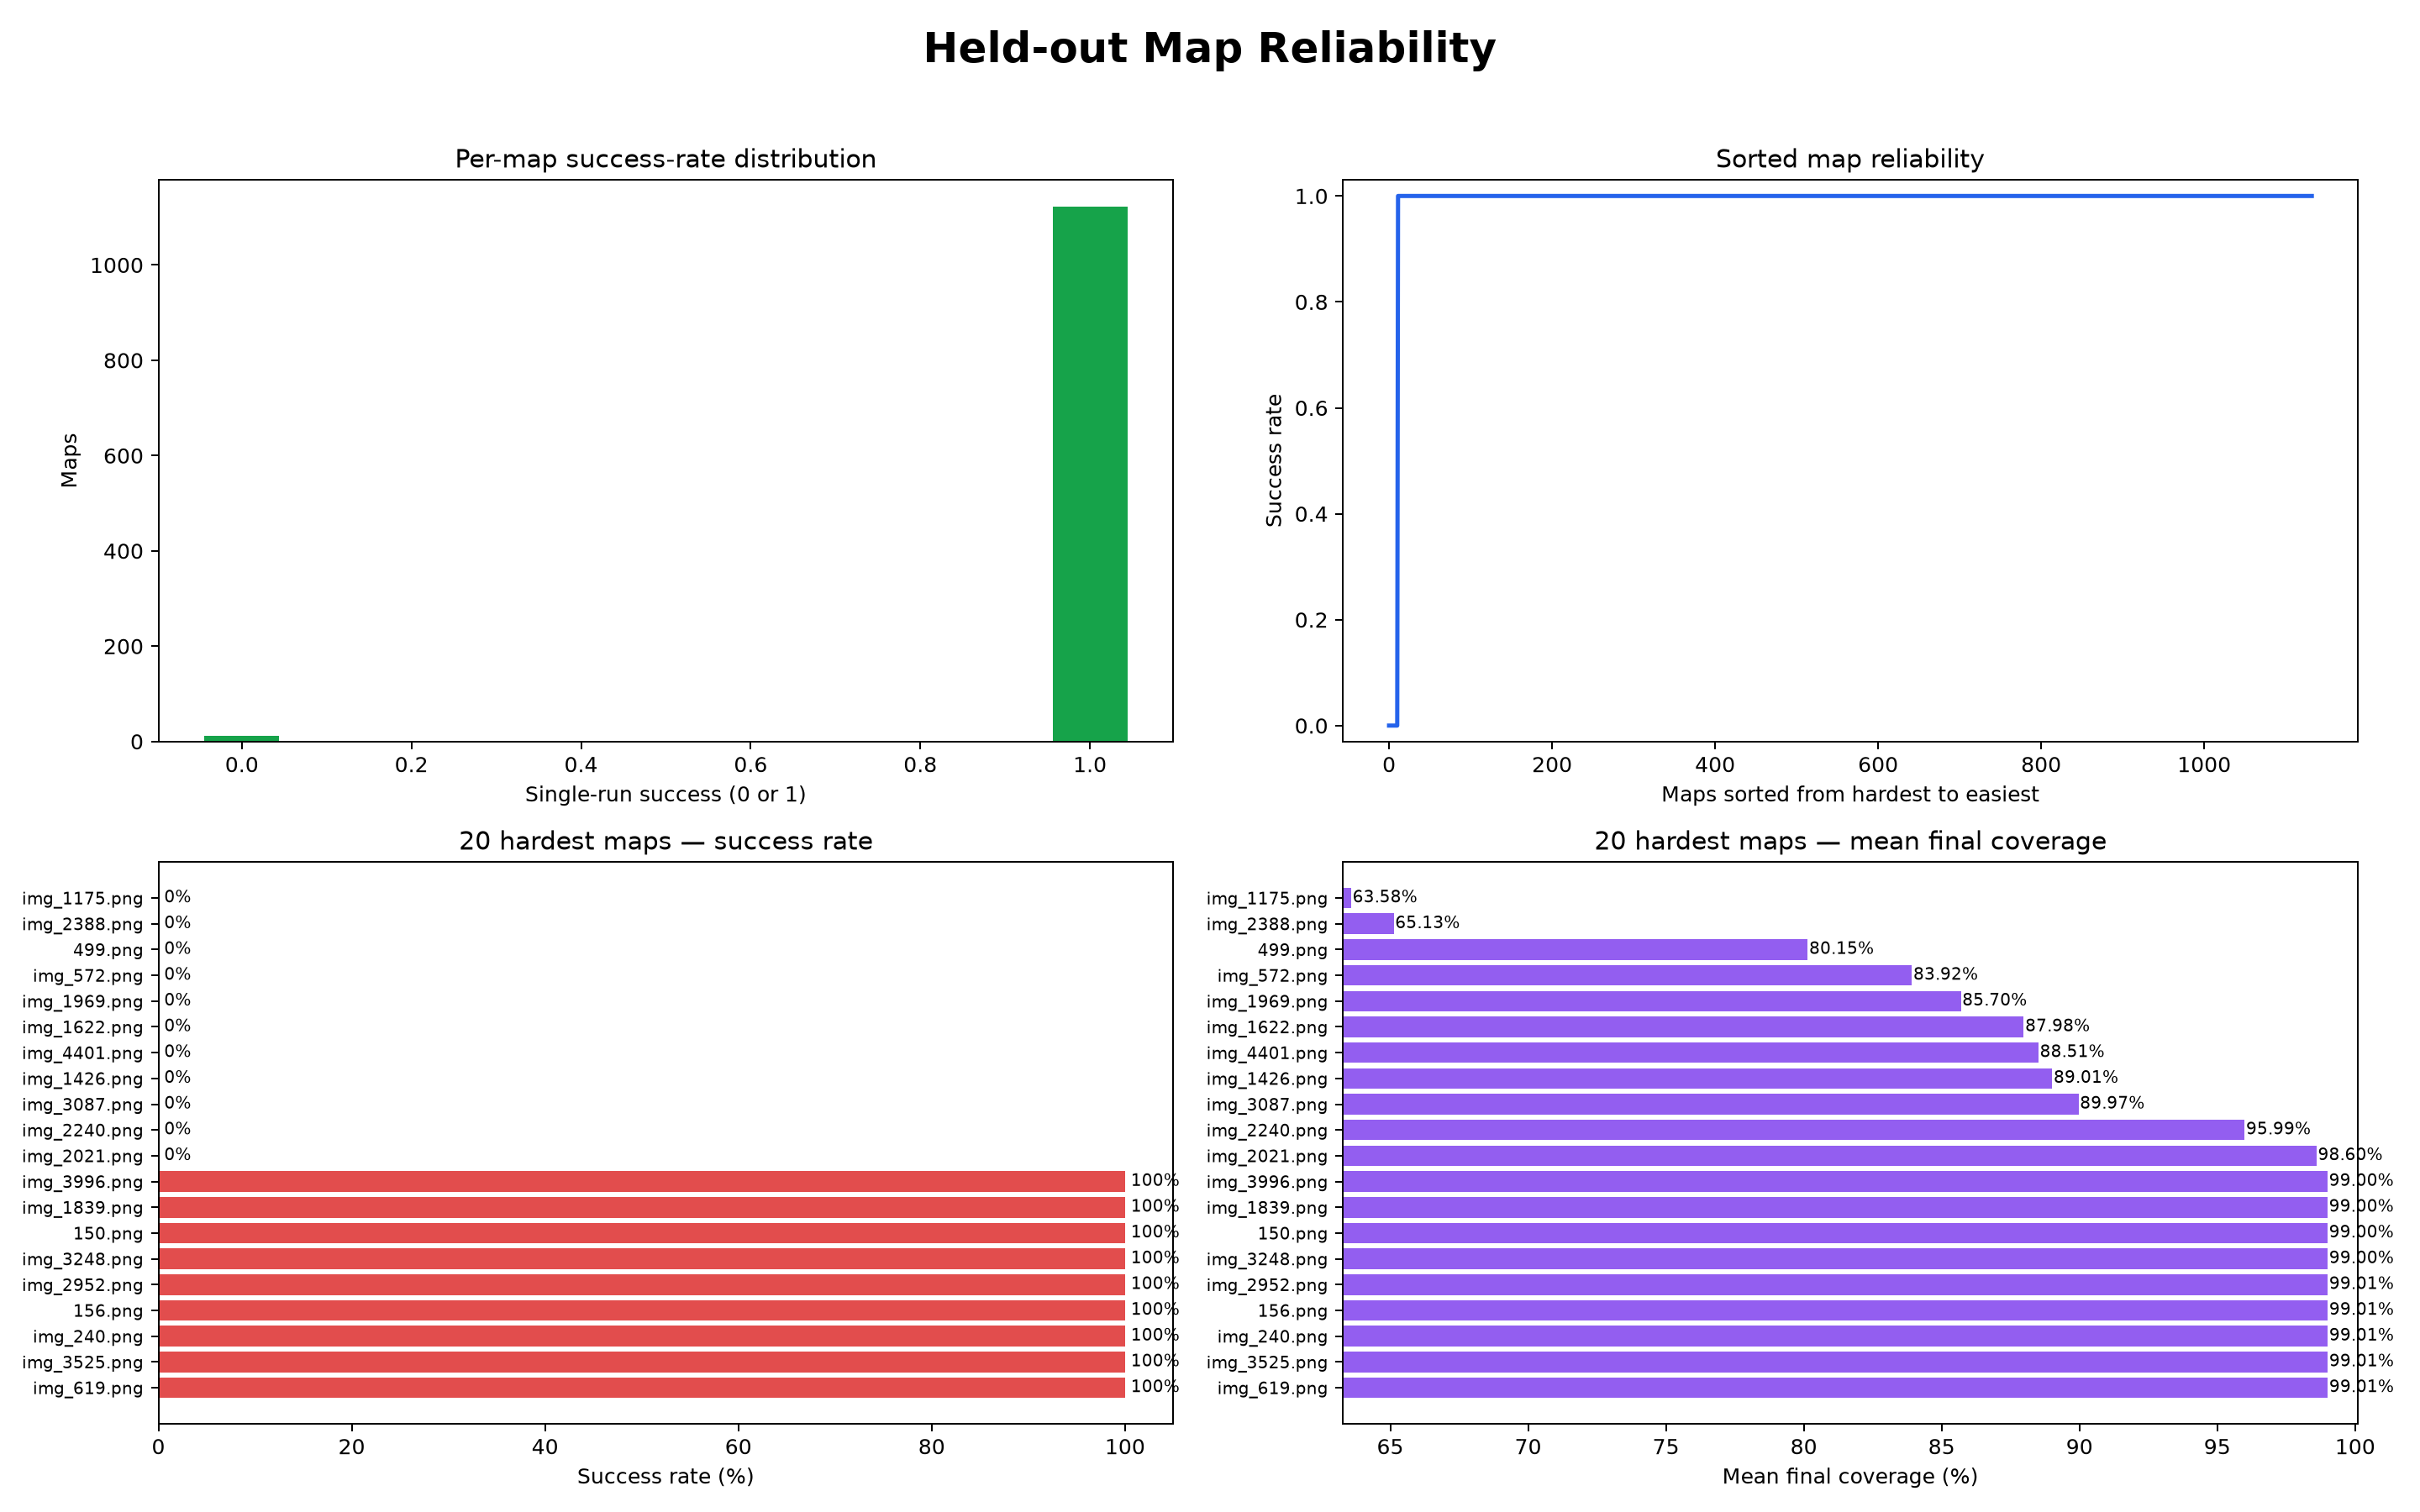 Held-out Map Reliability
Per-map success-rate distribution
Maps
1000
800
600
400
200
0
0.0 0.2 0.4 0.6 0.8 1.0
Single-run success (0 or 1)
Sorted map reliability
Success rate
1.0
0.8
0.6
0.4
0.2
0.0
0 200 400 600 800 1000
Maps sorted from hardest to easiest
20 hardest maps — success rate
img_1175.png 0%
img_2388.png 0%
499.png 0%
img_572.png 0%
img_1969.png 0%
img_1622.png 0%
img_4401.png 0%
img_1426.png 0%
img_3087.png 0%
img_2240.png 0%
img_2021.png 0%
img_3996.png 100%
img_1839.png 100%
150.png 100%
img_3248.png 100%
img_2952.png 100%
156.png 100%
img_240.png 100%
img_3525.png 100%
img_619.png 100%
0 20 40 60 80 100
Success rate (%)
20 hardest maps — mean final coverage
img_1175.png 63.58%
img_2388.png 65.13%
499.png 80.15%
img_572.png 83.92%
img_1969.png 85.70%
img_1622.png 87.98%
img_4401.png 88.51%
img_1426.png 89.01%
img_3087.png 89.97%
img_2240.png 95.99%
img_2021.png 98.60%
img_3996.png 99.00%
img_1839.png 99.00%
150.png 99.00%
img_3248.png 99.00%
img_2952.png 99.01%
156.png 99.01%
img_240.png 99.01%
img_3525.png 99.01%
img_619.png 99.01%
65 70 75 80 85 90 95 100
Mean final coverage (%)